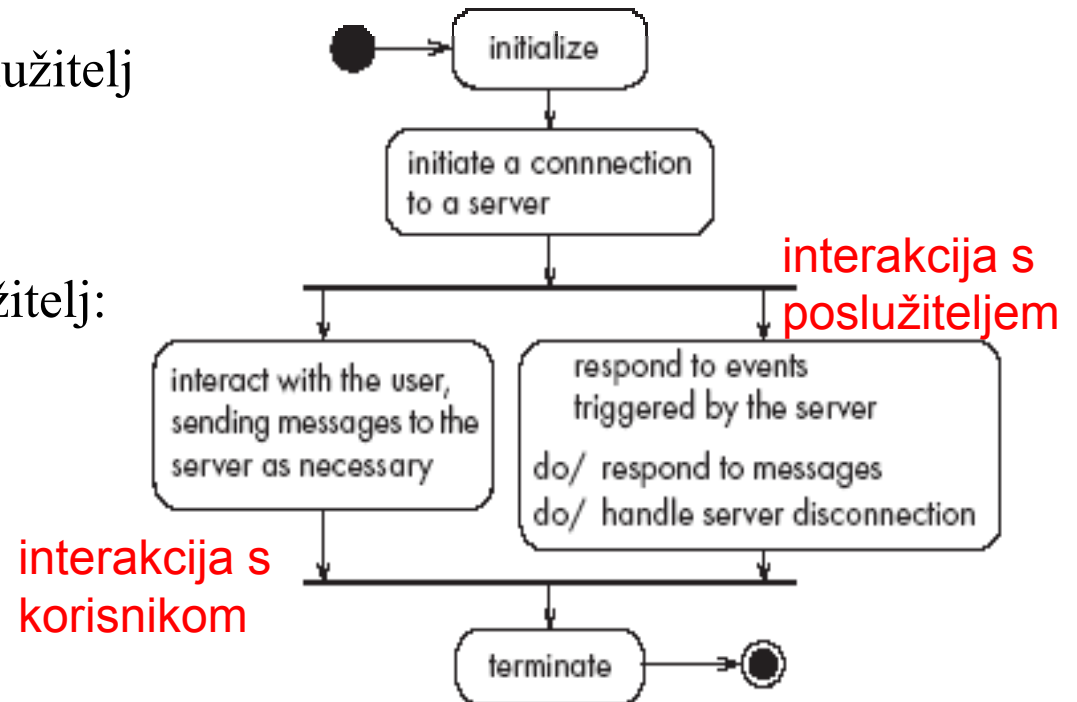 initialize
užitelj
initiate a connnection
to a server
interakcija s
poslužiteljem
žitelj:
interact with the user,
sending messages to the
server as necessary
respond to events
triggered by the server
do/ respond to messages
do/ handle server disconnection
interakcija s
korisnikom
terminate